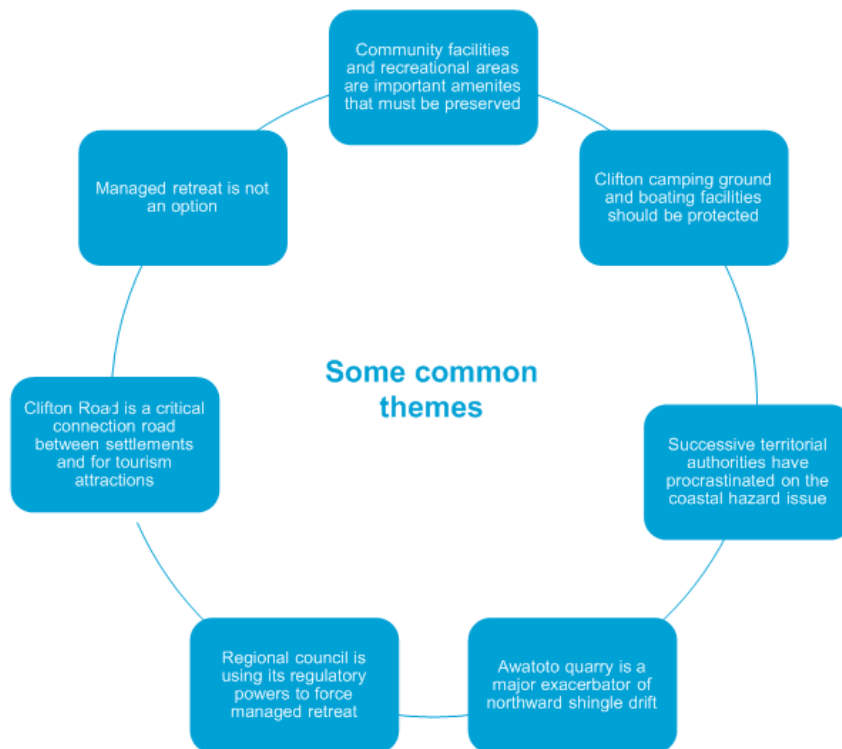 Community facilities
and recreational areas
are important amenites
that must be preserved
Clifton camping ground
and boating facilities
should be protected
Successive territorial
authorities have
procrastinated on the
coastal hazard issue
Awatoto quarry is a
major exacerbator of
northward shingle drift
Regional council is
using its regulatory
powers to force
managed retreat
Clifton Road is a critical
connection road
between settlements
and for tourism
attractions
Managed retreat is not
an option
Some common
themes